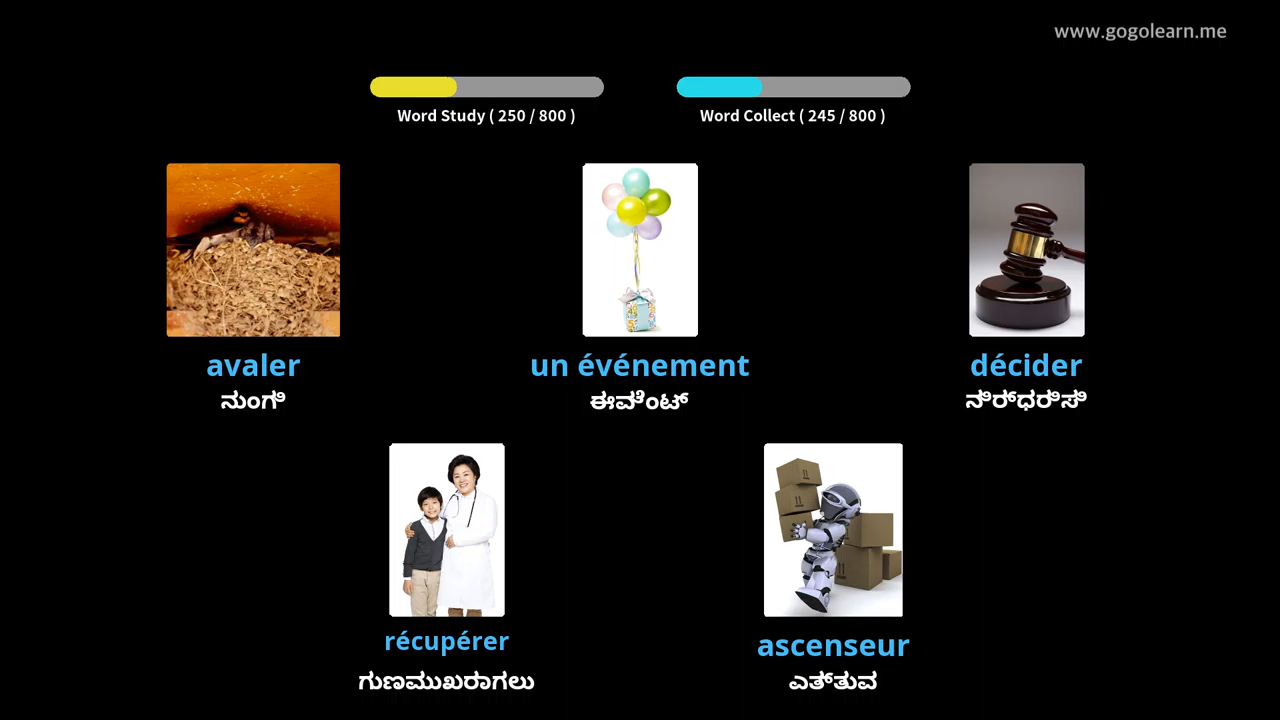 www.gogolearn.me
Word Study ( 250 / 800 )
Word Collect ( 245 / 800 )
avaler
ನುಂಗಿ
un événement
ಈವೆಂಟ್
décider
ನಿರ್ಧರಿಸಿ
récupérer
ಗುಣಮುಖರಾಗಲು
ascenseur
ಎತ್ತುವ